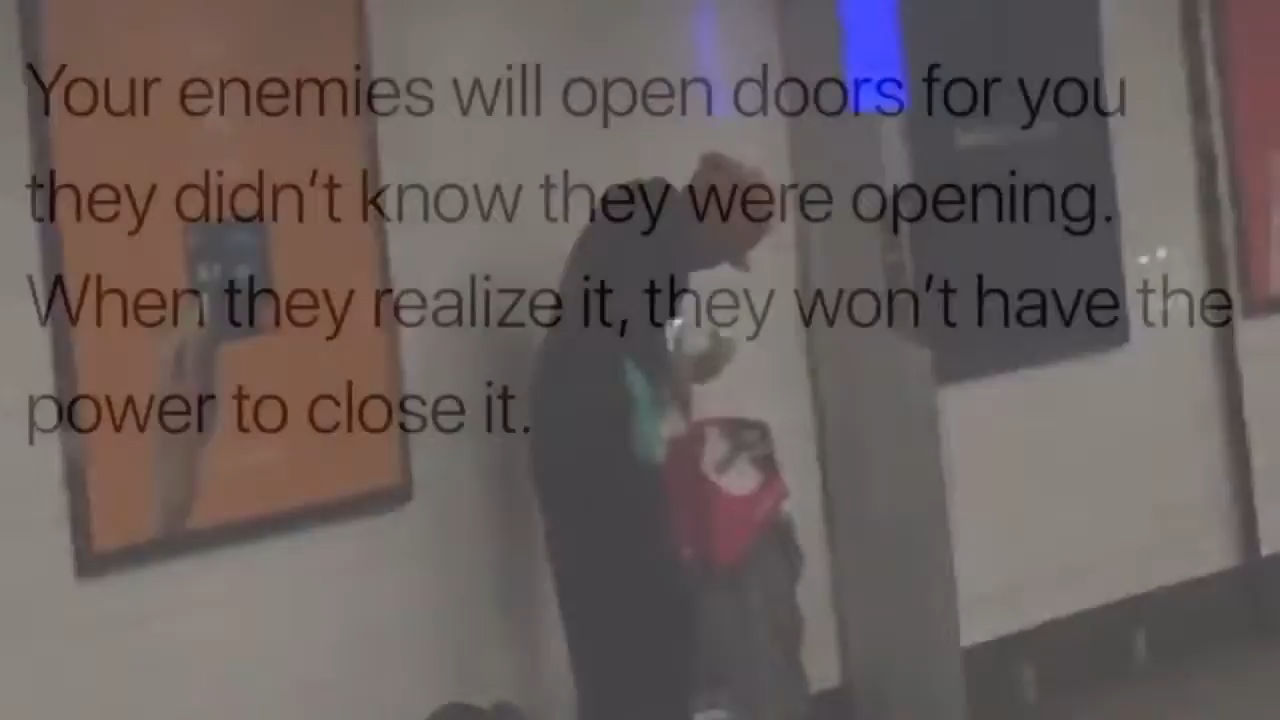 Your enemies will open doors for you
they didn't know they were opening.
When they realize it, they won't have the
power to close it.